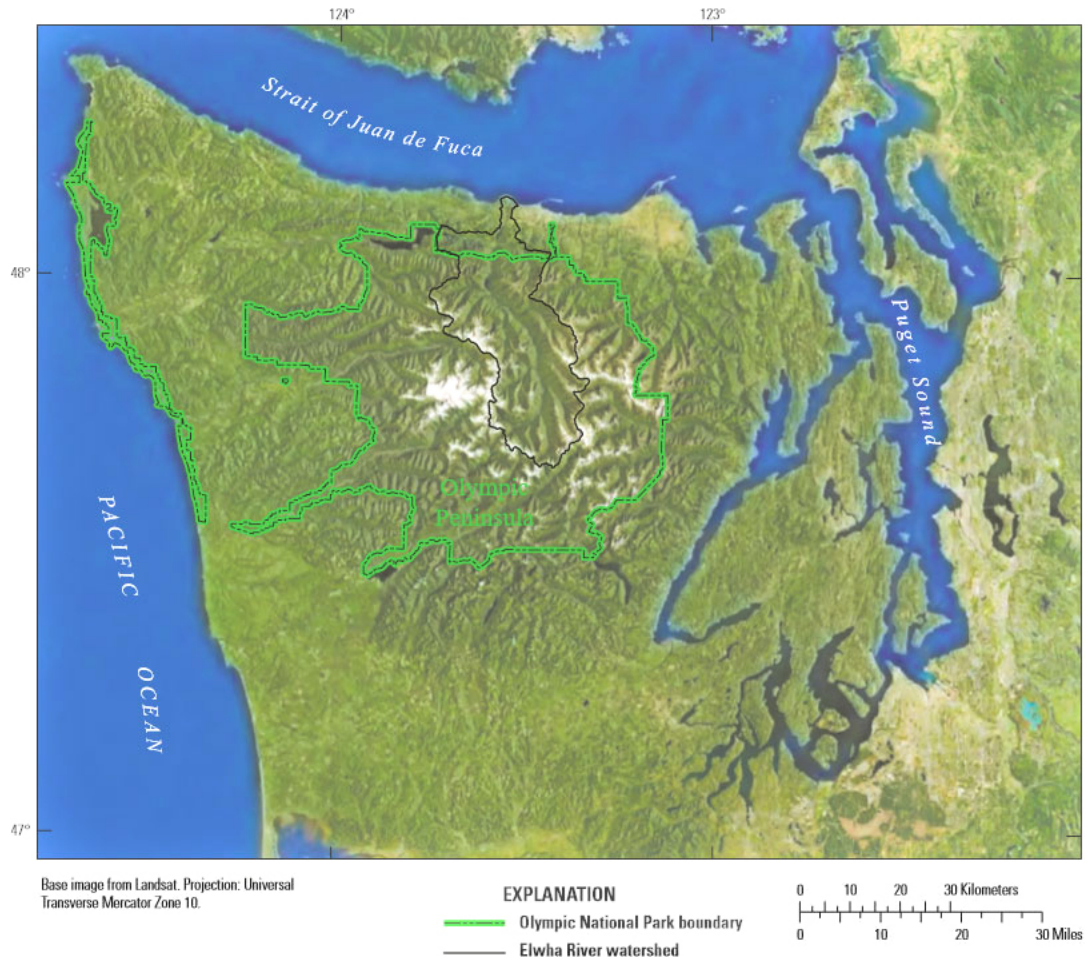 124°
123°
Strait of Juan de Fuca
48°
Puget Sound
Olympic
Peninsula
PACIFIC
OCEAN
47°
Base image from Landsat. Projection: Universal
Transverse Mercator Zone 10.
EXPLANATION
Olympic National Park boundary
Elwha River watershed
0 10 20 30 Kilometers
0 10 20 30 Miles